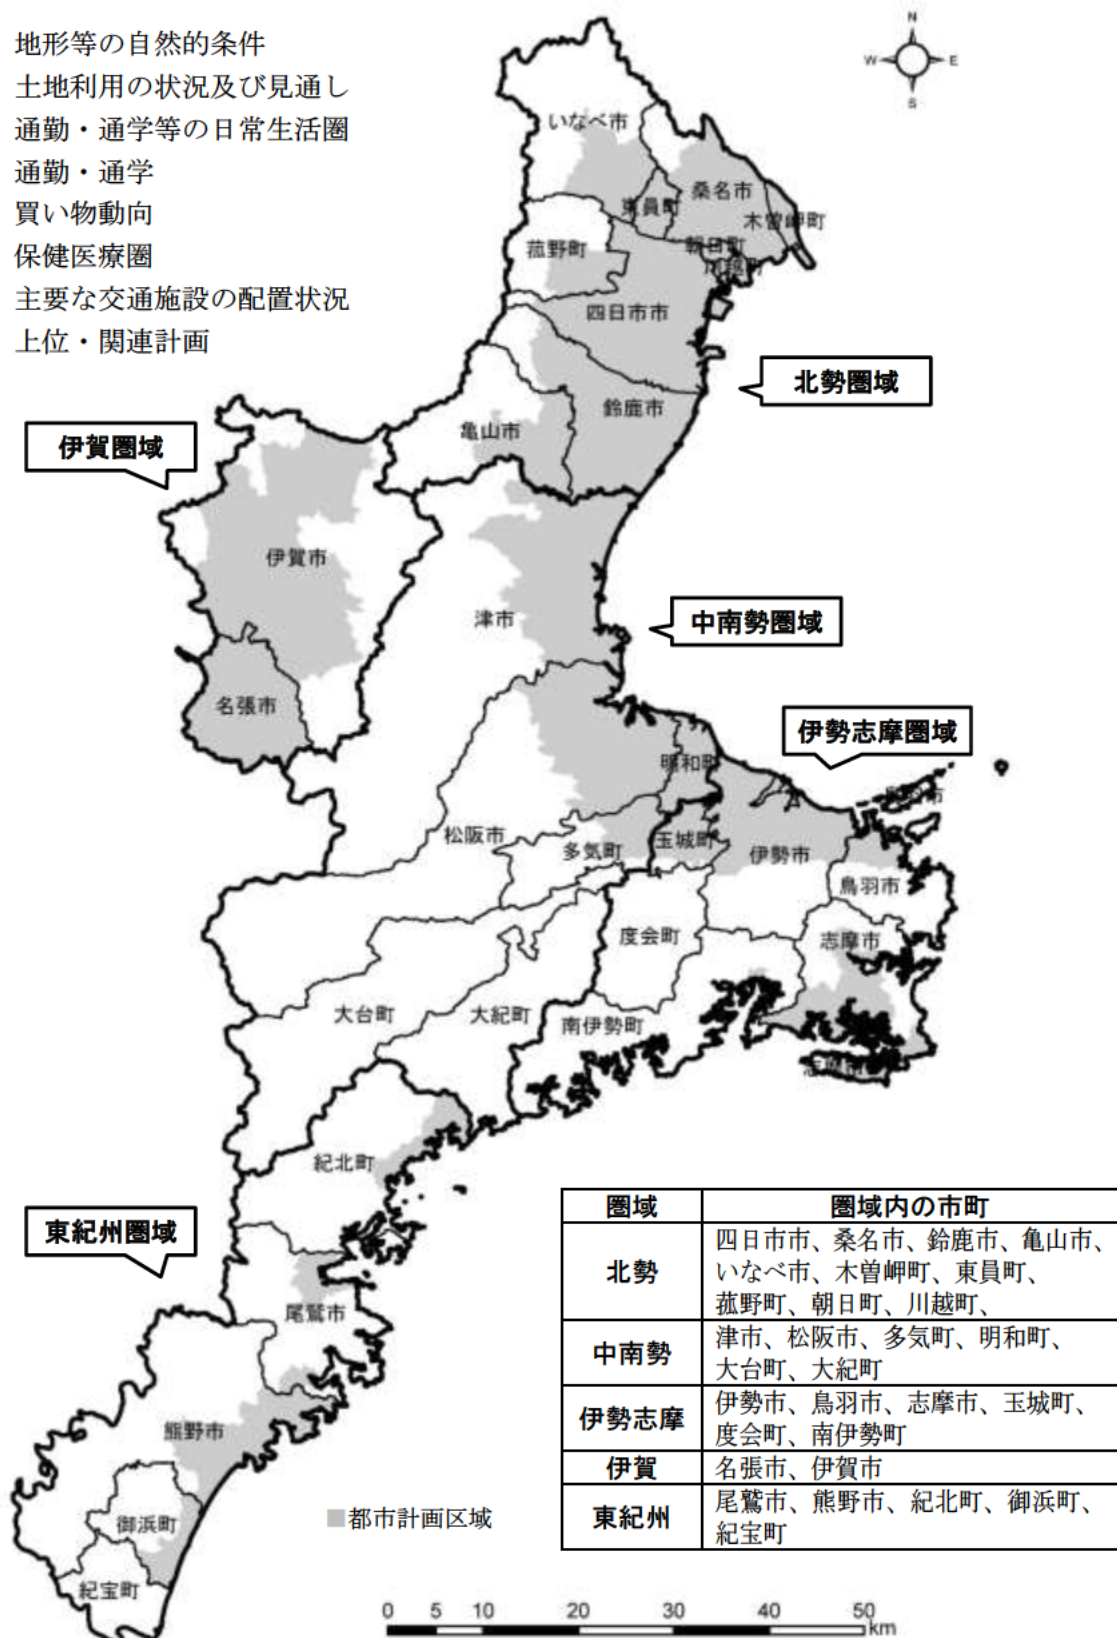 地形等の自然的条件
土地利用の状況及び見通し
通勤・通学等の日常生活圏
通勤・通学
買い物動向
保健医療圏
主要な交通施設の配置状況
上位・関連計画
N
W
E
S
いなべ市
桑名市
東員町
木曽岬町
朝日町
川越町
菰野町
四日市市
北勢圏域
鈴鹿市
亀山市
伊賀圏域
伊賀市
津市
中南勢圏域
名張市
伊勢志摩圏域
明和町
鳥羽市
松阪市
多気町
玉城町
伊勢市
鳥羽市
度会町
志摩市
大台町
大紀町
南伊勢町
志摩市
紀北町
東紀州圏域
尾鷲市
熊野市
御浜町
紀宝町
都市計画区域
圏域
圏域内の市町
北勢
四日市市、桑名市、鈴鹿市、亀山市、
いなべ市、木曽岬町、東員町、
菰野町、朝日町、川越町、
中南勢
津市、松阪市、多気町、明和町、
大台町、大紀町
伊勢志摩
伊勢市、鳥羽市、志摩市、玉城町、
度会町、南伊勢町
伊賀
名張市、伊賀市
東紀州
尾鷲市、熊野市、紀北町、御浜町、
紀宝町
0 5 10 20 30 40 50
km